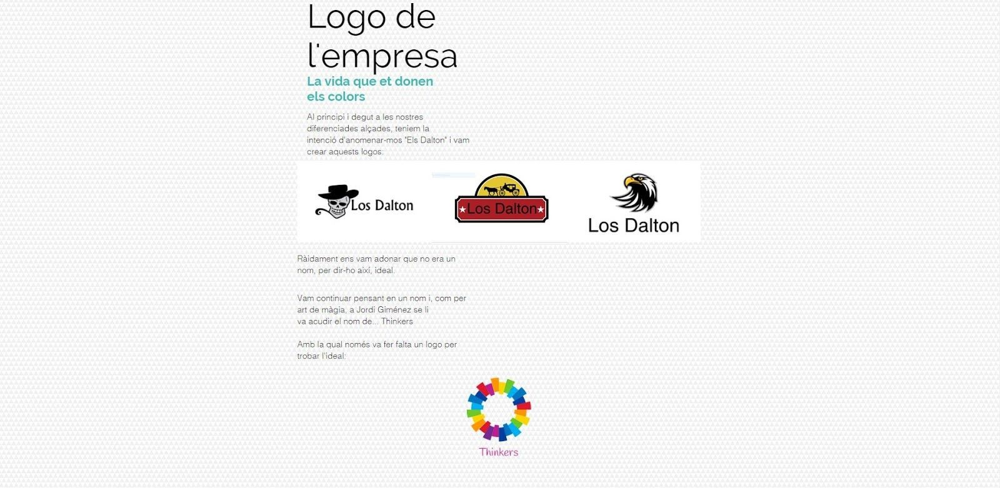 Logo de
l'empresa
La vida que et donen
els colors
Al principi i degut a les nostres
diferenciades alçades, teniem la
intenció d'anomenar-mos "Els Dalton" i vam
crear aquests logos:
Los Dalton
Los Dalton
Los Dalton
Ràidament ens vam adonar que no era un
nom, per dir-ho així, ideal.
Vam continuar pensant en un nom i, com per
art de màgia, a Jordi Giménez se li
va acudir el nom de... Thinkers
Amb la qual només va fer falta un logo per
trobar l'ideal:
Thinkers